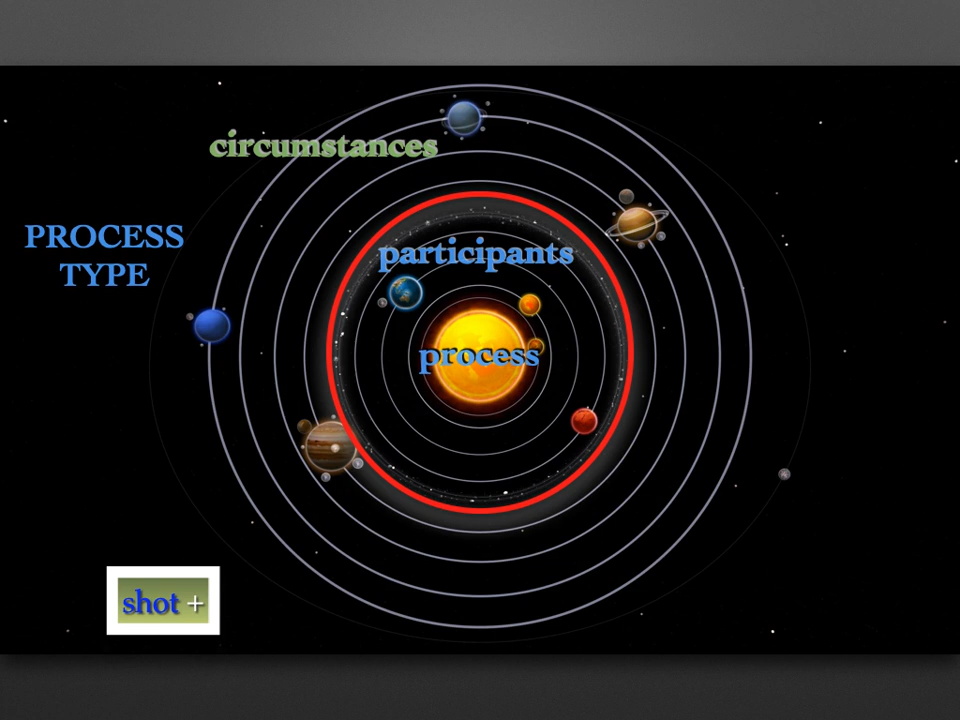 circumstances
PROCESS
TYPE
participants
process
shot +